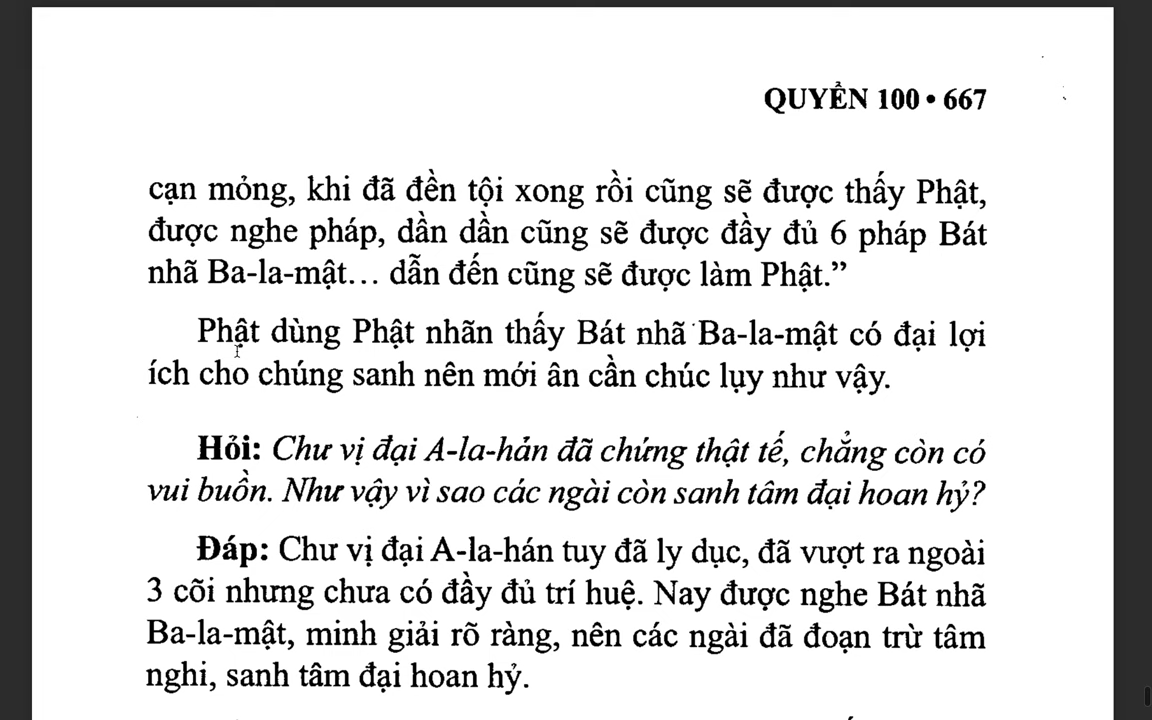 QUYỂN 100 • 667
cạn mỏng, khi đã đền tội xong rồi cũng sẽ được thấy Phật,
được nghe pháp, dần dần cũng sẽ được đầy đủ 6 pháp Bát
nhã Ba-la-mật… dẫn đến cũng sẽ được làm Phật.”
Phật dùng Phật nhãn thấy Bát nhã Ba-la-mật có đại lợi
ích cho chúng sanh nên mới ân cần chúc lụy như vậy.
Hỏi: Chư vị đại A-la-hán đã chứng thật tế, chẳng còn có
vui buồn. Như vậy vì sao các ngài còn sanh tâm đại hoan hỷ?
Đáp: Chư vị đại A-la-hán tuy đã ly dục, đã vượt ra ngoài
3 cõi nhưng chưa có đầy đủ trí huệ. Nay được nghe Bát nhã
Ba-la-mật, minh giải rõ ràng, nên các ngài đã đoạn trừ tâm
nghi, sanh tâm đại hoan hỷ.